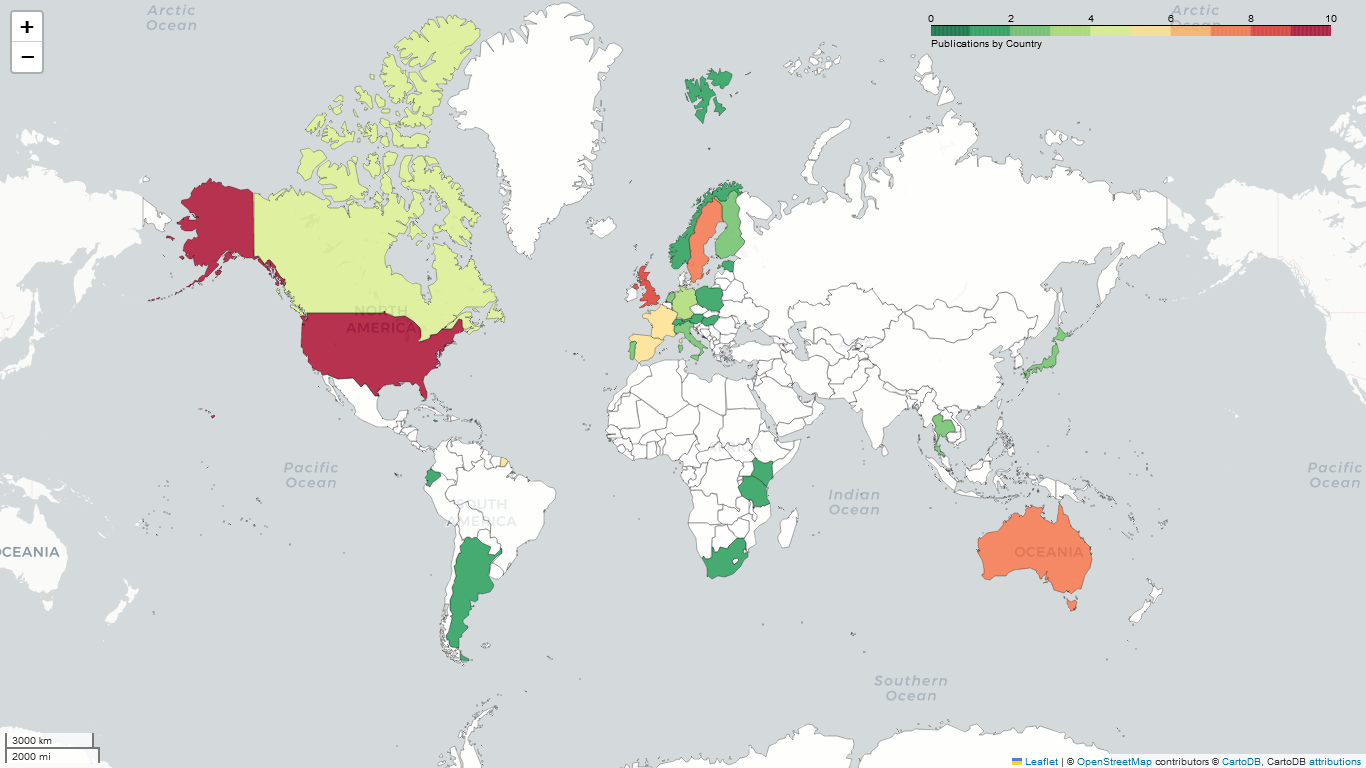 +
−
Arctic
Ocean
Arctic
Ocean
0 2 4 6 8 10
Publications by Country
NORTH
AMERICA
Pacific
Ocean
SOUTH
AMERICA
Indian
Ocean
Pacific
Ocean
OCEANIA
OCEANIA
Southern
Ocean
3000 km
2000 mi
Leaflet | © OpenStreetMap contributors © CartoDB, CartoDB attributions